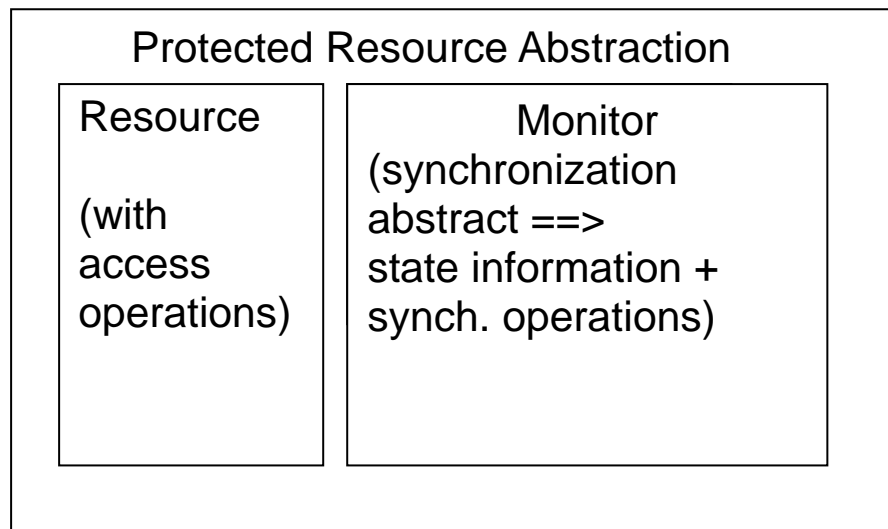 Protected Resource Abstraction
Resource
(with
access
operations)
Monitor
(synchronization
abstract ==>
state information +
synch. operations)